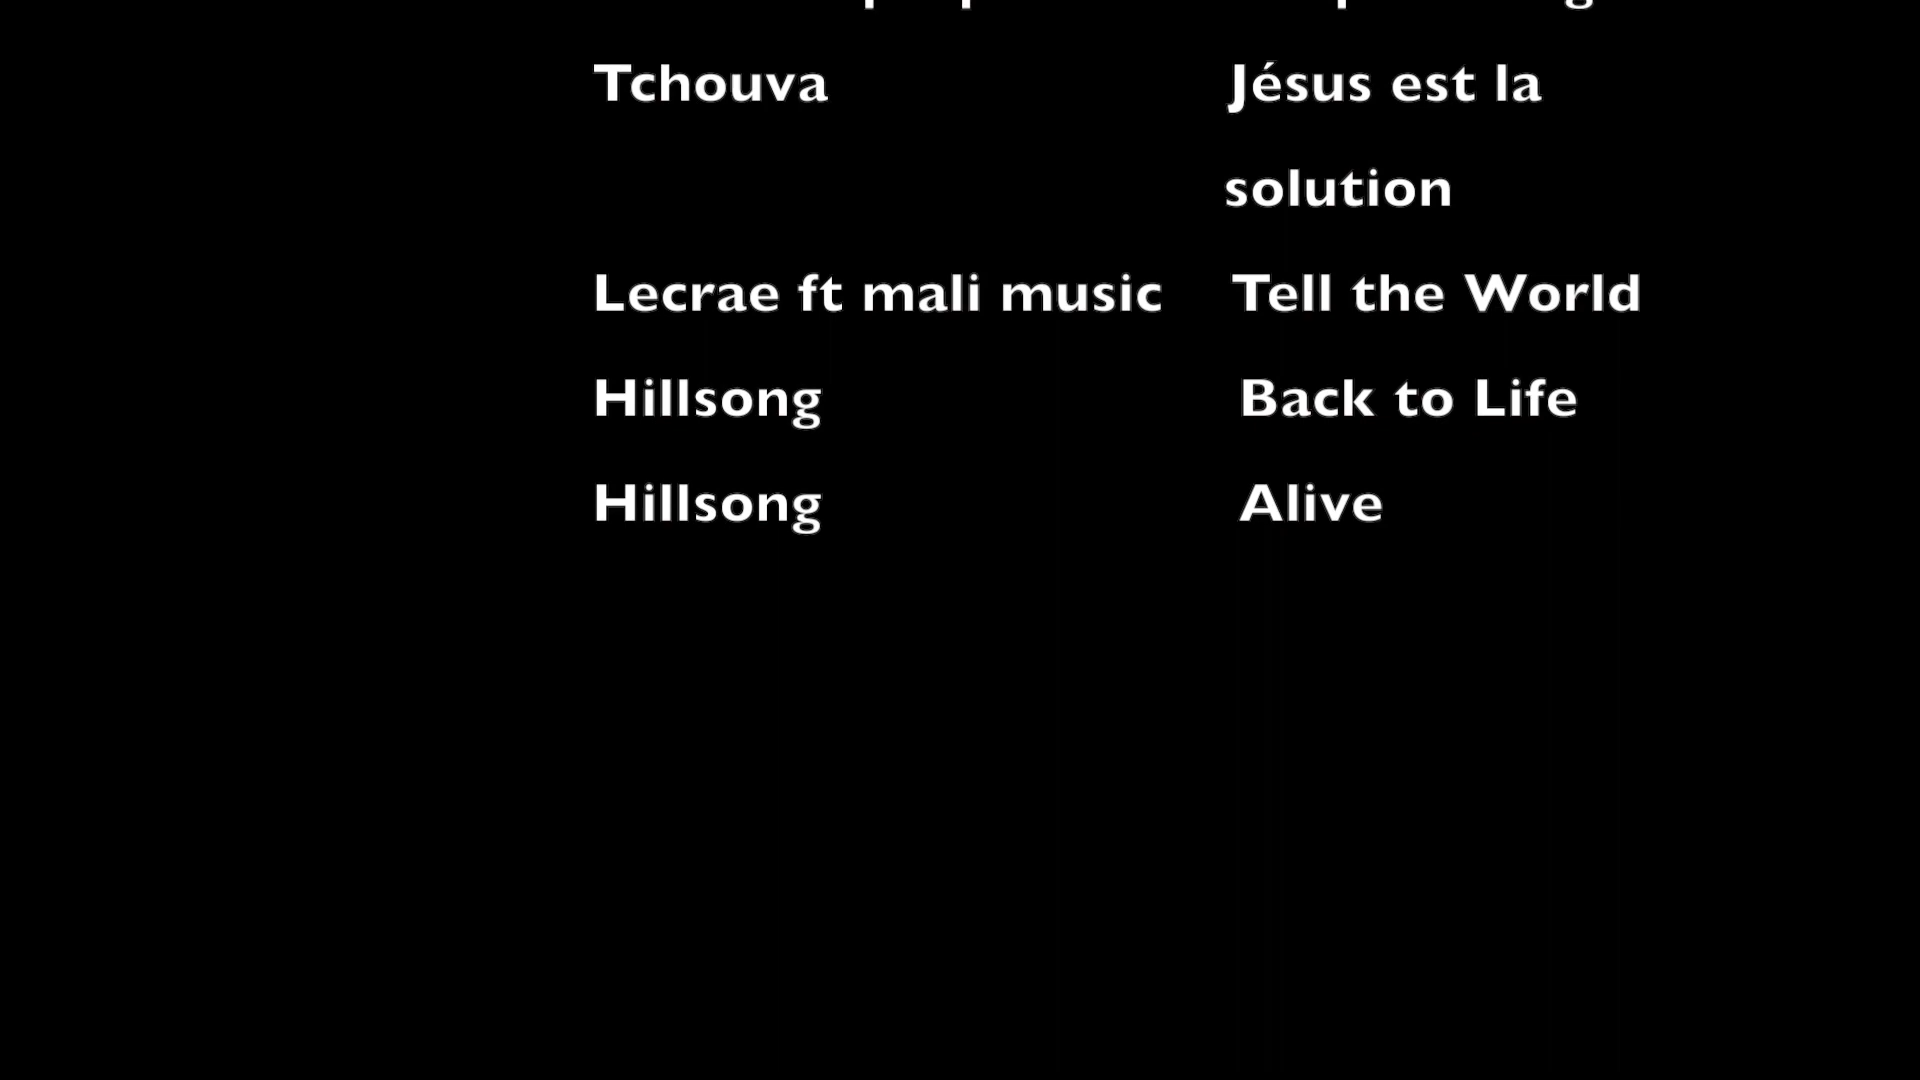 Tchouva Jésus est la
solution
Lecrae ft mali music Tell the World
Hillsong Back to Life
Hillsong Alive